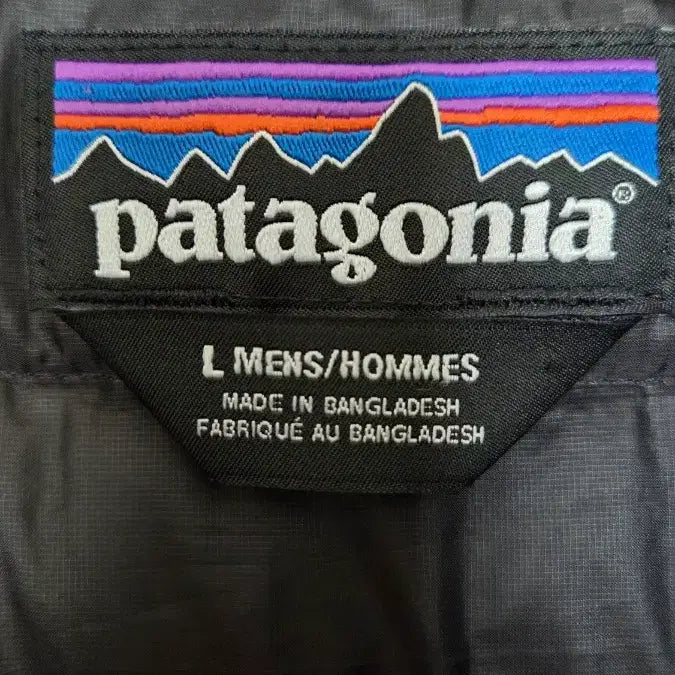 patagonia®
L MENS/HOMMES
MADE IN BANGLADESH
FABRIQUÉ AU BANGLADESH